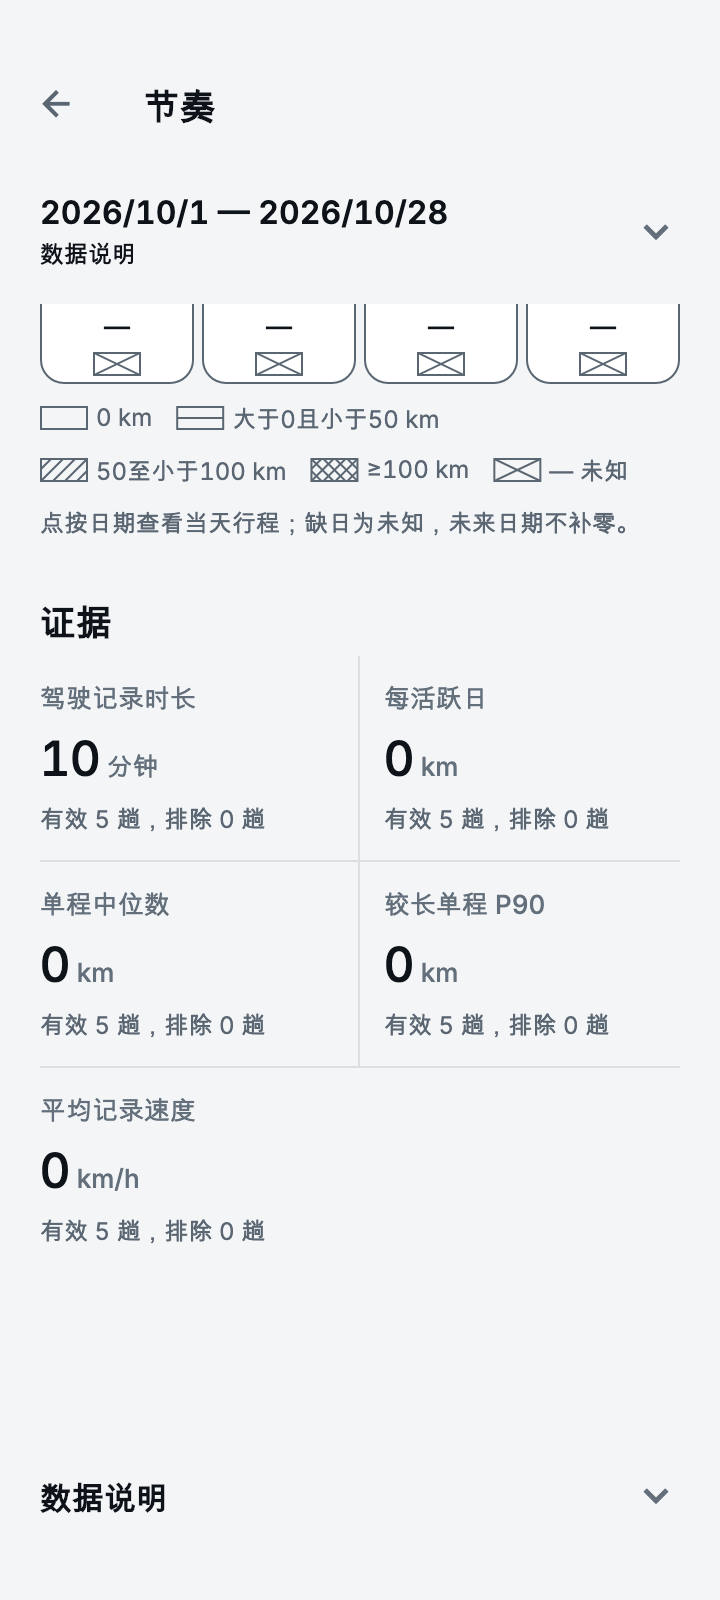 节奏
2026/10/1 — 2026/10/28
数据说明
— — — —
0 km 大于0且小于50 km
50至小于100 km ≥100 km — 未知
点按日期查看当天行程；缺日为未知，未来日期不补零。
证据
驾驶记录时长 每活跃日
10 分钟 0 km
有效 5 趟，排除 0 趟 有效 5 趟，排除 0 趟
单程中位数 较长单程 P90
0 km 0 km
有效 5 趟，排除 0 趟 有效 5 趟，排除 0 趟
平均记录速度
0 km/h
有效 5 趟，排除 0 趟
数据说明